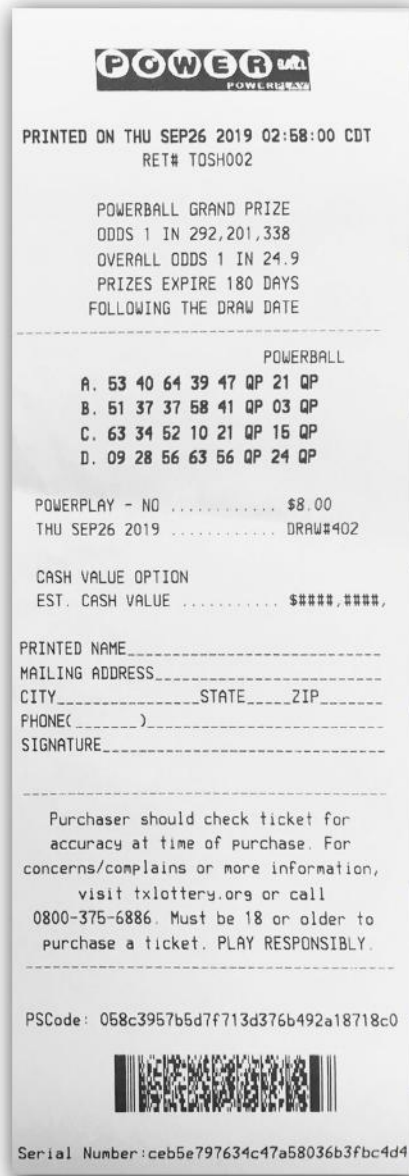 POWERBALL
POWERPLAY
PRINTED ON THU SEP26 2019 02:58:00 CDT
RET# TOSH002
POWERBALL GRAND PRIZE
ODDS 1 IN 292,201,338
OVERALL ODDS 1 IN 24.9
PRIZES EXPIRE 180 DAYS
FOLLOWING THE DRAW DATE
POWERBALL
A. 53 40 64 39 47 QP 21 QP
B. 51 37 37 58 41 QP 03 QP
C. 63 34 52 10 21 QP 15 QP
D. 09 28 56 63 56 QP 24 QP
POWERPLAY - NO ............ $8.00
THU SEP26 2019 ............ DRAW#402
CASH VALUE OPTION
EST. CASH VALUE ........... $####,####,
PRINTED NAME____________________________
MAILING ADDRESS_________________________
CITY________________STATE_____ZIP_______
PHONE(_______)__________________________
SIGNATURE_______________________________
Purchaser should check ticket for
accuracy at time of purchase. For
concerns/complains or more information,
visit txlottery.org or call
0800-375-6886. Must be 18 or older to
purchase a ticket. PLAY RESPONSIBLY.
PSCode: 058c3957b5d7f713d376b492a18718c0
Serial Number:ceb5e797634c47a58036b3fbc4d4